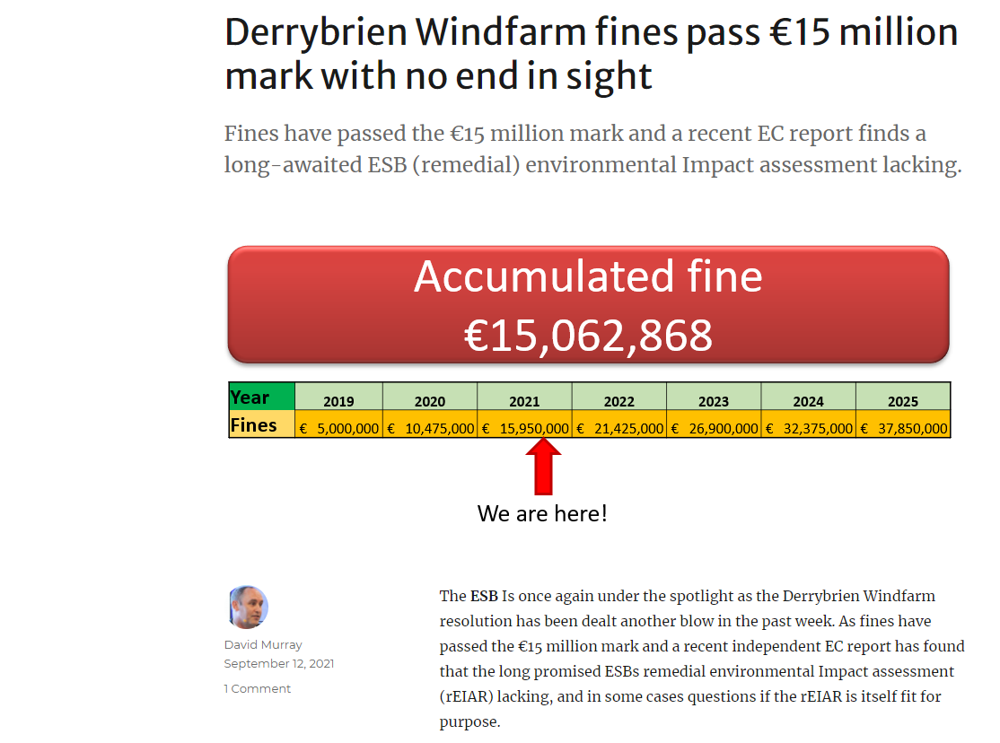 Derrybrien Windfarm fines pass €15 million
mark with no end in sight
Fines have passed the €15 million mark and a recent EC report finds a
long-awaited ESB (remedial) environmental Impact assessment lacking.
Accumulated fine
€15,062,868
Year 2019 2020 2021 2022 2023 2024 2025
Fines € 5,000,000 € 10,475,000 € 15,950,000 € 21,425,000 € 26,900,000 € 32,375,000 € 37,850,000
We are here!
David Murray
September 12, 2021
1 Comment
The ESB Is once again under the spotlight as the Derrybrien Windfarm
resolution has been dealt another blow in the past week. As fines have
passed the €15 million mark and a recent independent EC report has found
that the long promised ESBs remedial environmental Impact assessment
(rEIAR) lacking, and in some cases questions if the rEIAR is itself fit for
purpose.